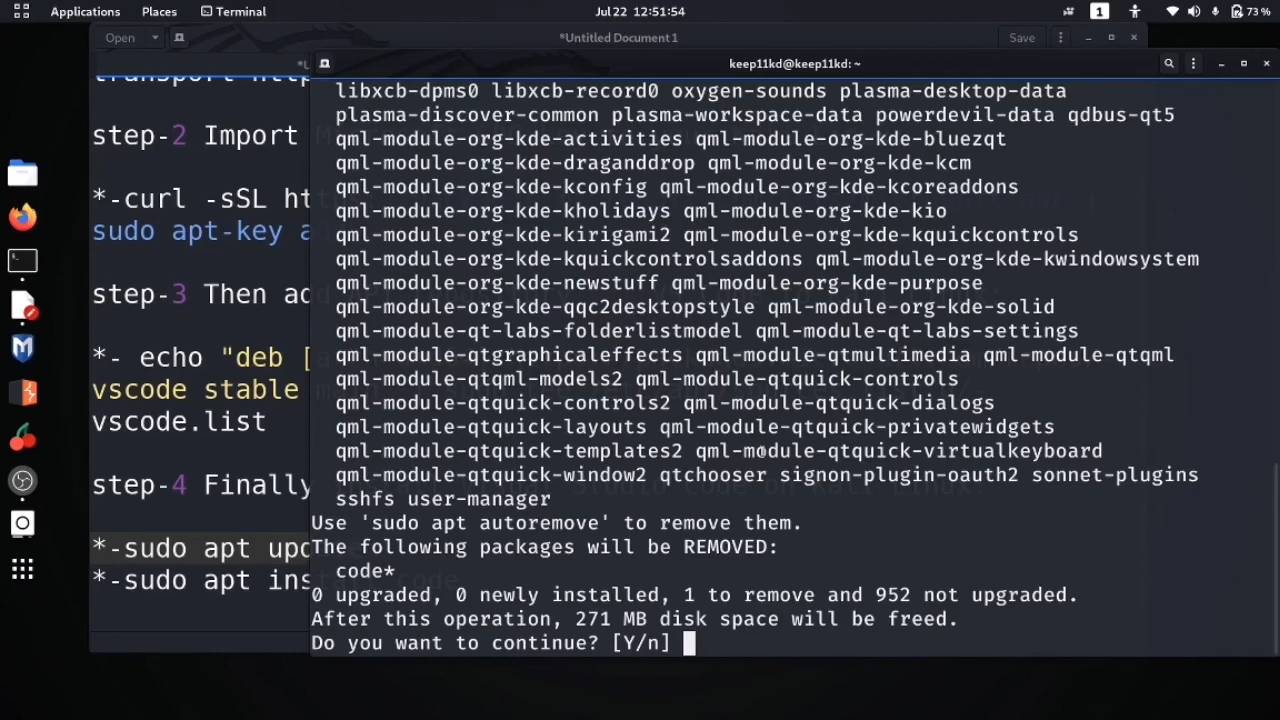 Applications Places Terminal Jul 22 12:51:54 1 73 %
Open *Untitled Document 1 Save
keep11kd@keep11kd: ~
step-2 Import
*-curl -sSL
sudo apt-key
step-3 Then
*- echo "deb [
vscode stable
vscode.list
step-4 Finally
*-sudo apt
*-sudo apt install code
libxcb-dpms0 libxcb-record0 oxygen-sounds plasma-desktop-data
plasma-discover-common plasma-workspace-data powerdevil-data qdbus-qt5
qml-module-org-kde-activities qml-module-org-kde-bluezqt
qml-module-org-kde-draganddrop qml-module-org-kde-kcm
qml-module-org-kde-kconfig qml-module-org-kde-kcoreaddons
qml-module-org-kde-kholidays qml-module-org-kde-kio
qml-module-org-kde-kirigami2 qml-module-org-kde-kquickcontrols
qml-module-org-kde-kquickcontrolsaddons qml-module-org-kde-kwindowsystem
qml-module-org-kde-newstuff qml-module-org-kde-purpose
qml-module-org-kde-qqc2desktopstyle qml-module-org-kde-solid
qml-module-qt-labs-folderlistmodel qml-module-qt-labs-settings
qml-module-qtgraphicaleffects qml-module-qtmultimedia qml-module-qtqml
qml-module-qtqml-models2 qml-module-qtquick-controls
qml-module-qtquick-controls2 qml-module-qtquick-dialogs
qml-module-qtquick-layouts qml-module-qtquick-privatewidgets
qml-module-qtquick-templates2 qml-module-qtquick-virtualkeyboard
qml-module-qtquick-window2 qtchooser signon-plugin-oauth2 sonnet-plugins
sshfs user-manager
Use 'sudo apt autoremove' to remove them.
The following packages will be REMOVED:
code*
0 upgraded, 0 newly installed, 1 to remove and 952 not upgraded.
After this operation, 271 MB disk space will be freed.
Do you want to continue? [Y/n]